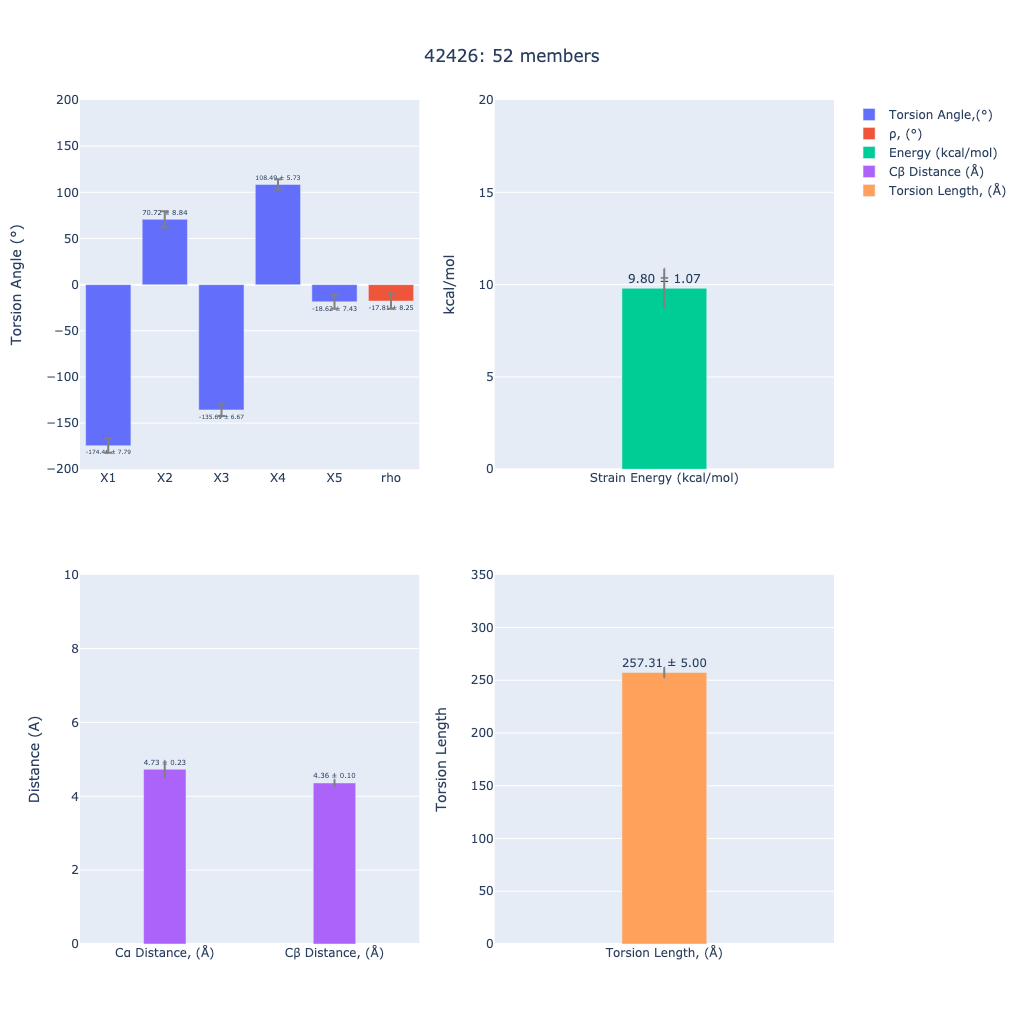 42426: 52 members
Torsion Angle (°)
200
150
100
50
0
−50
−100
−150
−200
70.72 ± 8.84
108.49 ± 5.73
-18.62 ± 7.43
-17.81 ± 8.25
± 6.67
± 7.79
X1 X2 X3 X4 X5 rho
kcal/mol
20
15
10
5
0
9.80 ± 1.07
Strain Energy (kcal/mol)
Torsion Angle,(°)
ρ, (°)
Energy (kcal/mol)
Cβ Distance (Å)
Torsion Length, (Å)
Distance (A)
10
8
6
4
2
0
4.73 ± 0.23
4.36 ± 0.10
Cα Distance, (Å) Cβ Distance, (Å)
Torsion Length
350
300
250
200
150
100
50
0
257.31 ± 5.00
Torsion Length, (Å)